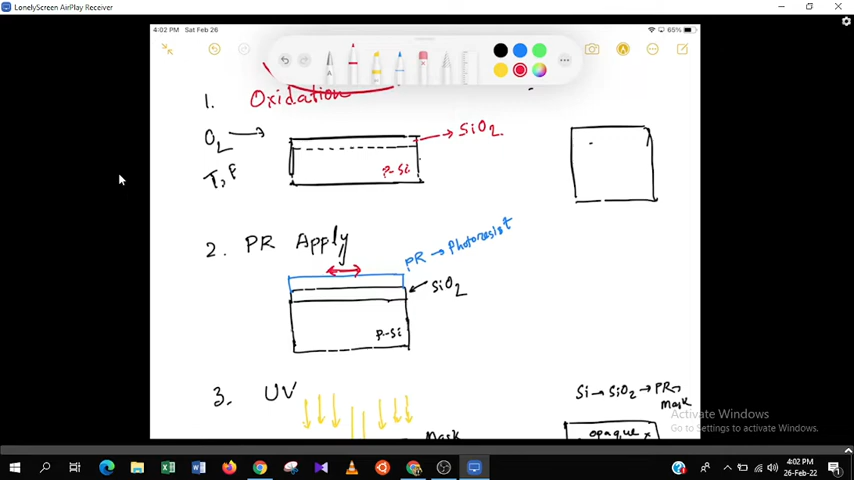 LonelyScreen AirPlay Receiver
4:02 PM Sat Feb 26
65%
1. Oxidation
O2 → → SiO2
T, P
P-Si
2. PR Apply
PR → Photoresist
SiO2
P-Si
3. UV
Si → SiO2 → PR →
Mask
Mask
opaque x
Activate Windows
Go to Settings to activate Windows.
4:02 PM
26-Feb-22